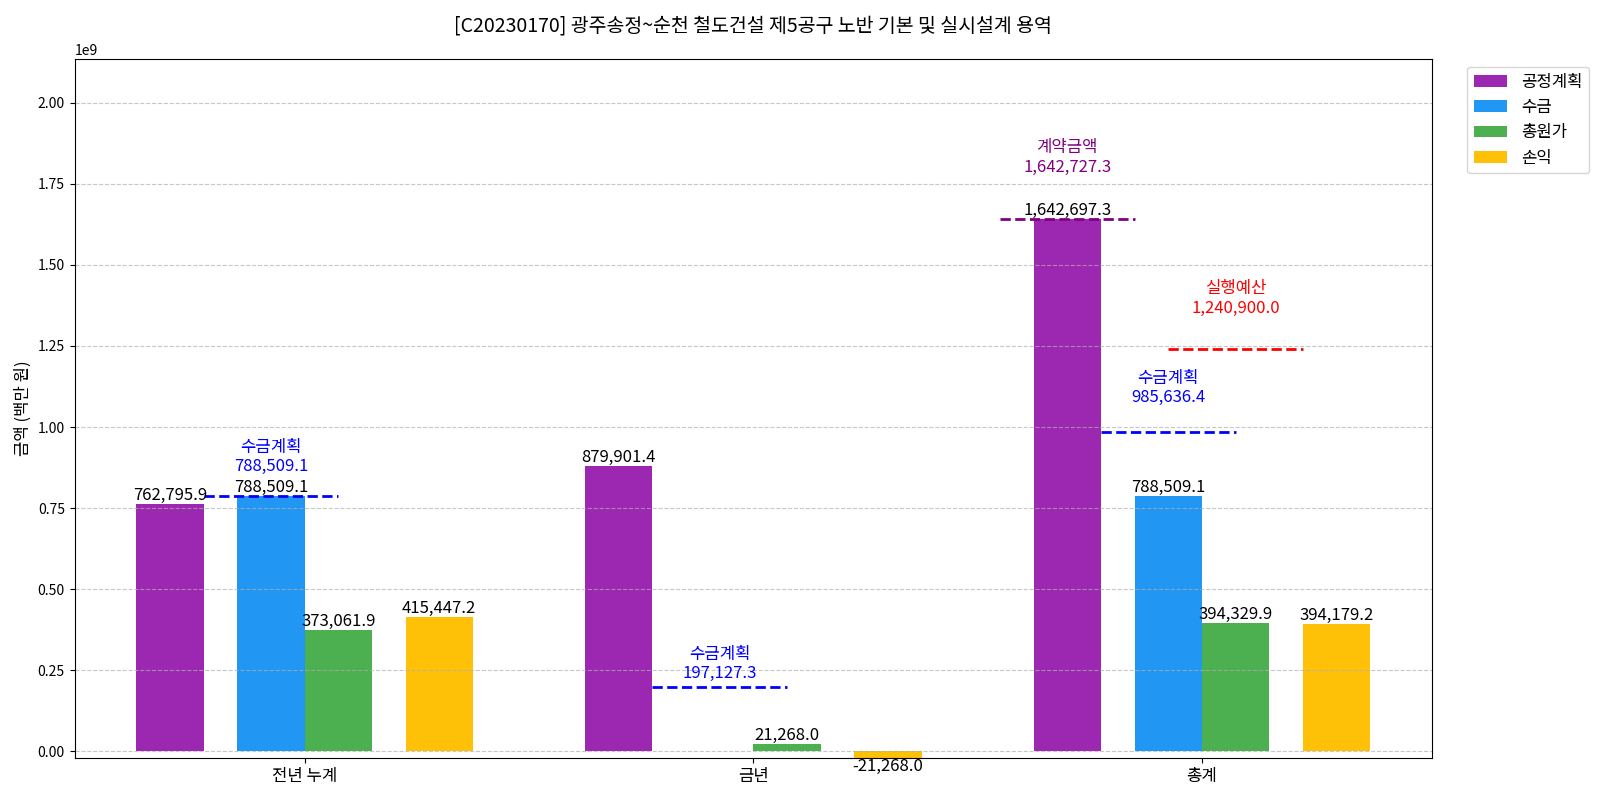 [C20230170] 광주송정~순천 철도건설 제5공구 노반 기본 및 실시설계 용역
1e9
금액 (백만 원)
2.00
1.75
1.50
1.25
1.00
0.75
0.50
0.25
0.00
762,795.9
수금계획
788,509.1
788,509.1
373,061.9
415,447.2
879,901.4
수금계획
197,127.3
21,268.0
-21,268.0
계약금액
1,642,727.3
1,642,697.3
실행예산
1,240,900.0
수금계획
985,636.4
788,509.1
394,329.9
394,179.2
전년 누계
금년
총계
공정계획
수금
총원가
손익